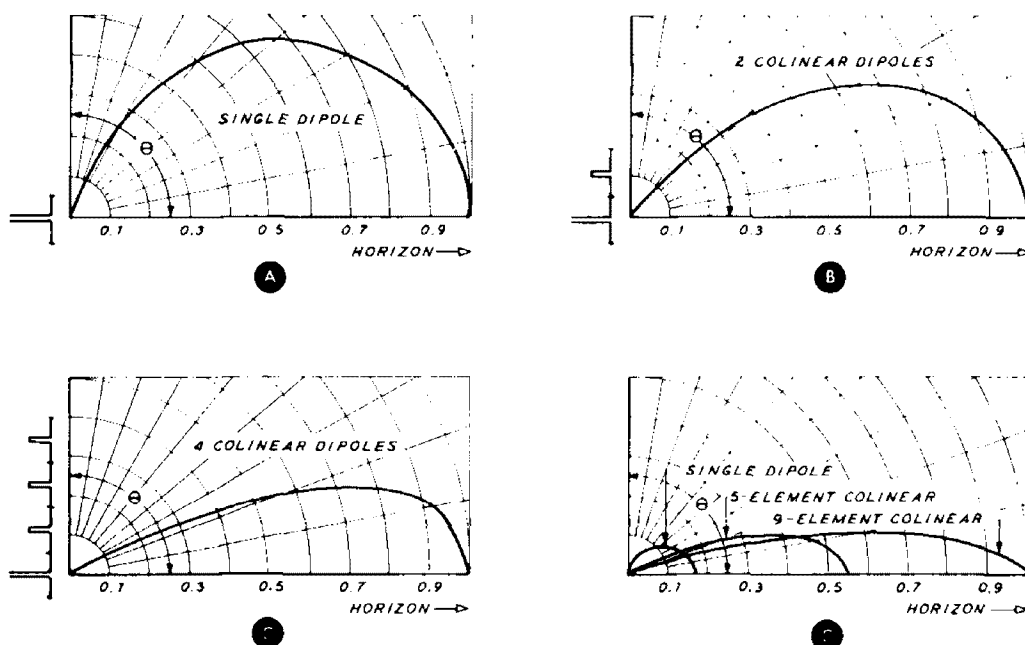 SINGLE DIPOLE
Θ
0.1 0.3 0.5 0.7 0.9
HORIZON
A
2 COLINEAR DIPOLES
Θ
0.1 0.3 0.5 0.7 0.9
HORIZON
B
4 COLINEAR DIPOLES
Θ
0.1 0.3 0.5 0.7 0.9
HORIZON
SINGLE DIPOLE
Θ 5-ELEMENT COLINEAR
9-ELEMENT COLINEAR
0.1 0.3 0.5 0.7 0.9
HORIZON